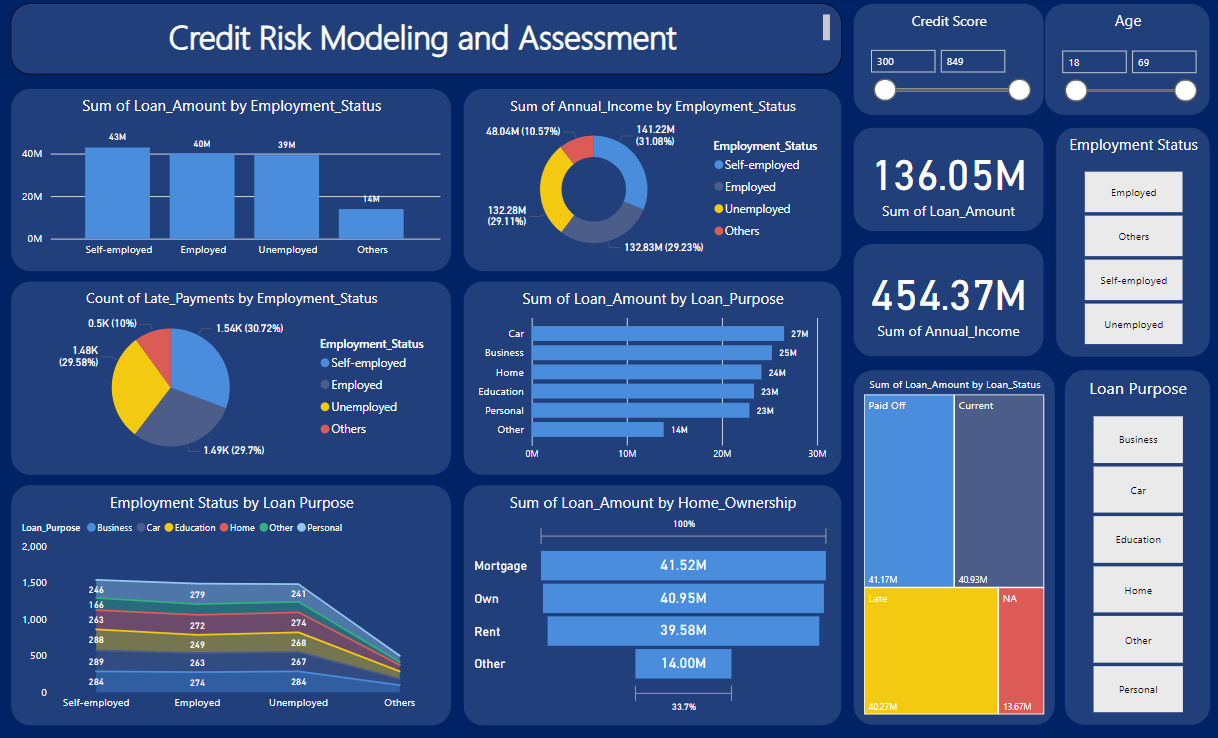 Credit Risk Modeling and Assessment
Credit Score
300
849
Age
18
69
Sum of Loan_Amount by Employment_Status
43M
40M
39M
14M
40M
20M
0M
Self-employed
Employed
Unemployed
Others
Sum of Annual_Income by Employment_Status
48.04M (10.57%)
141.22M
(31.08%)
132.28M
(29.11%)
132.83M (29.23%)
Employment_Status
Self-employed
Employed
Unemployed
Others
136.05M
Sum of Loan_Amount
454.37M
Sum of Annual_Income
Employment Status
Employed
Others
Self-employed
Unemployed
Count of Late_Payments by Employment_Status
0.5K (10%)
1.54K (30.72%)
1.48K
(29.58%)
1.49K (29.7%)
Employment_Status
Self-employed
Employed
Unemployed
Others
Sum of Loan_Amount by Loan_Purpose
Car
27M
Business
25M
Home
24M
Education
23M
Personal
23M
Other
14M
0M
10M
20M
30M
Sum of Loan_Amount by Loan_Status
Paid Off
Current
41.17M
40.93M
Late
NA
40.27M
13.67M
Loan Purpose
Business
Car
Education
Home
Other
Personal
Employment Status by Loan Purpose
Loan_Purpose Business Car Education Home Other Personal
2,000
1,500
1,000
500
0
246
279
241
166
263
272
274
288
249
268
289
263
267
284
274
284
Self-employed
Employed
Unemployed
Others
Sum of Loan_Amount by Home_Ownership
100%
Mortgage
41.52M
Own
40.95M
Rent
39.58M
Other
14.00M
33.7%